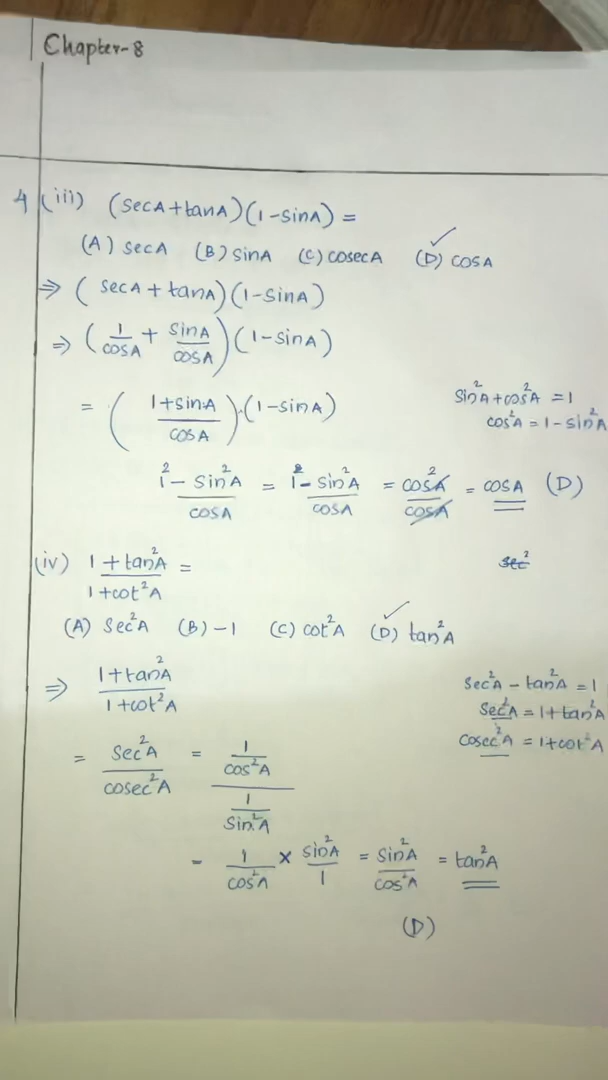 Chapter-8
4 (iii) (secA+tanA)(1-sinA) =
(A) secA (B) sinA (C) cosecA (D) cosA ✓
⇒ (secA + tanA)(1-sinA)
⇒ (1/cosA + sinA/cosA)(1-sinA)
= (1+sinA/cosA).(1-sinA)
sin²A+cos²A = 1
cos²A = 1-sin²A
1²-sin²A/cosA = 1²-sin²A/cosA = cos²A/cosA = cosA (D)
(iv) 1+tan²A/1+cot²A =
sec²
(A) Sec²A (B) -1 (C) cot²A (D) tan²A ✓
⇒ 1+tan²A/1+cot²A
sec²A - tan²A = 1
sec²A = 1+tan²A
cosec²A = 1+cot²A
= sec²A/cosec²A = 1/cos²A / 1/sin²A
= 1/cos²A × sin²A/1 = sin²A/cos²A = tan²A
(D)